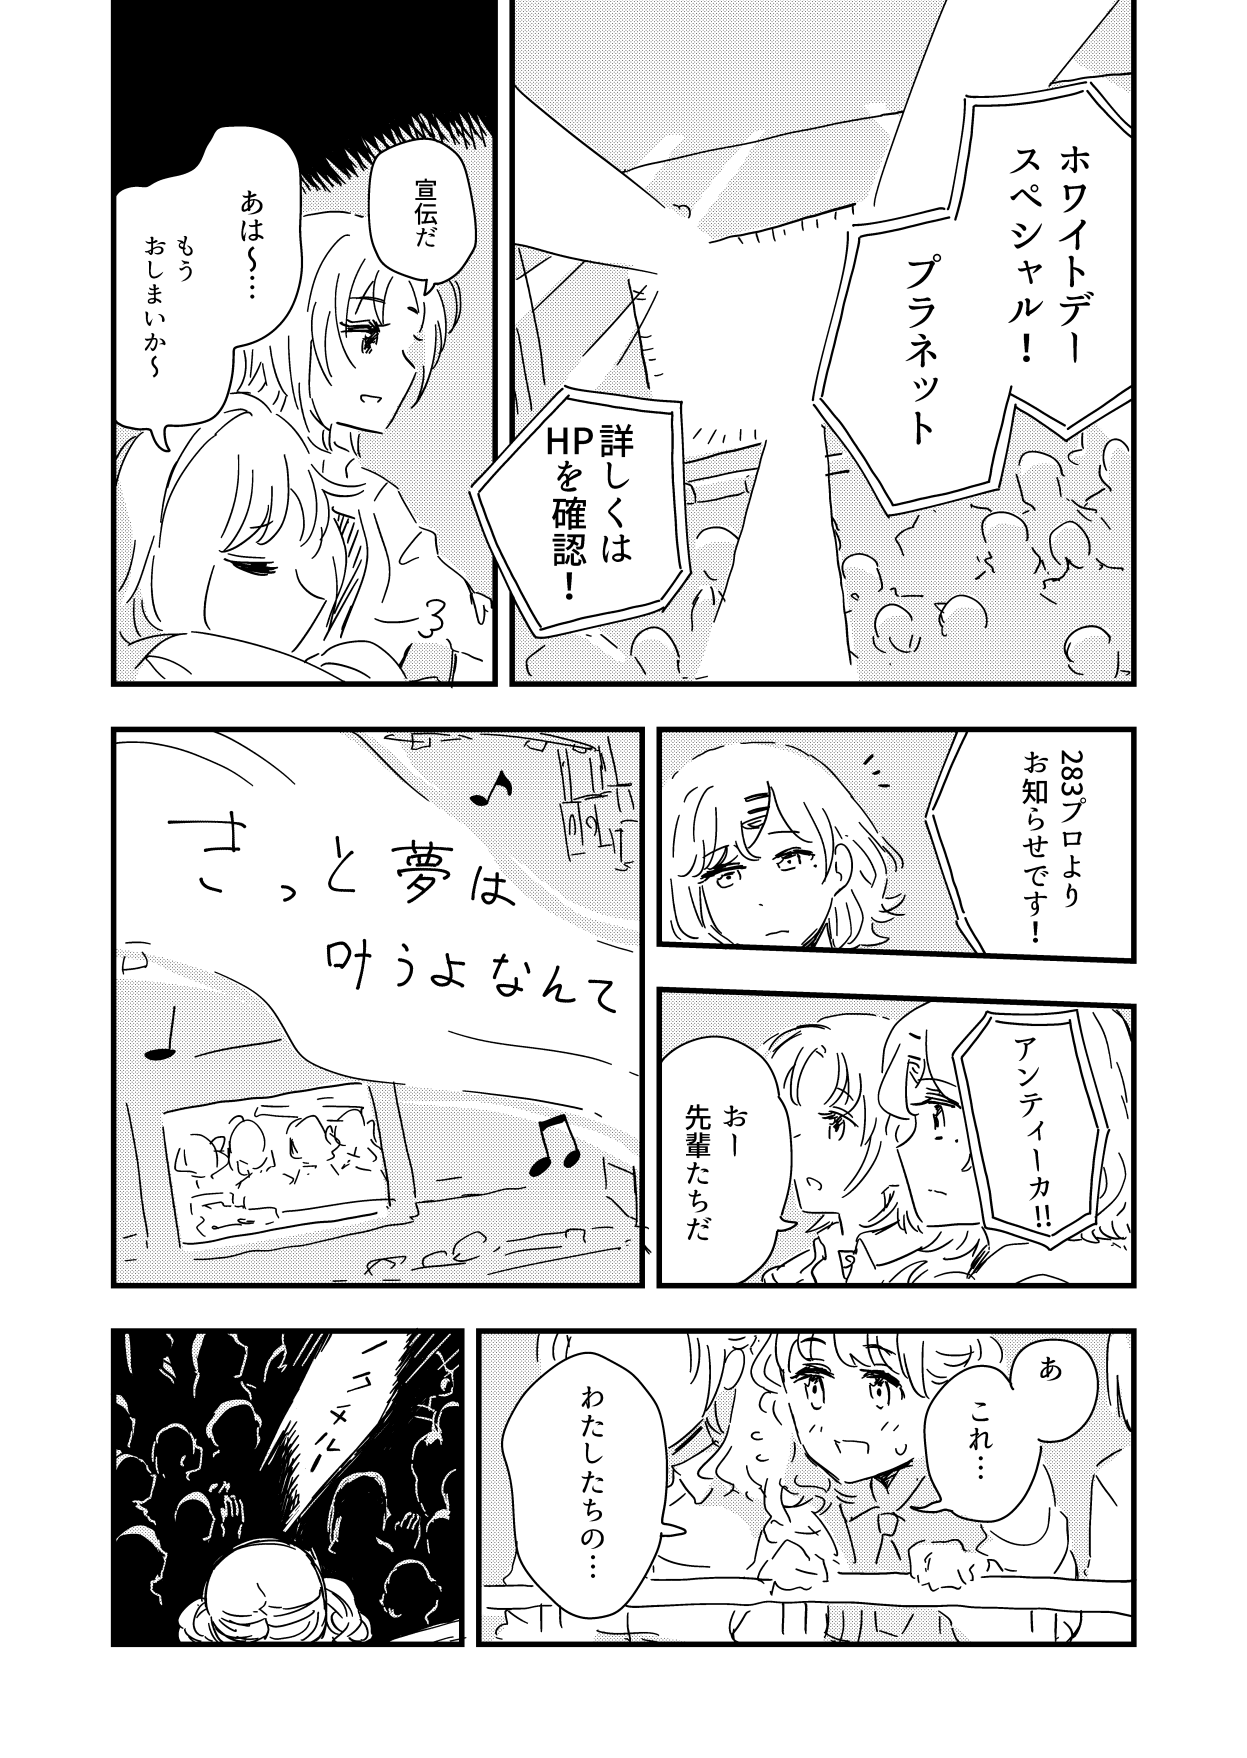 ホワイトデー
スペシャル！
プラネット
詳しくは
HPを確認！
宣伝だ
あは〜…
もう
おしまいか〜
283プロより
お知らせです！
アンティーカ!!
おー
先輩たちだ
さっと夢は
叶うよなんて
あ
これ…
わたしたちの…